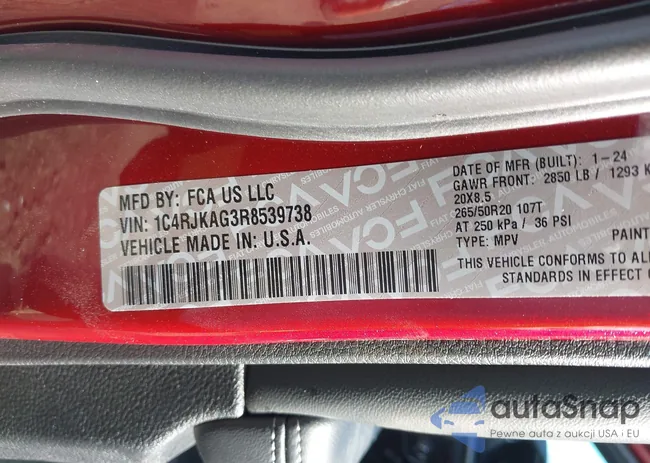 MFD BY: FCA US LLC
VIN: 1C4RJKAG3R8539738
VEHICLE MADE IN: U.S.A.
DATE OF MFR (BUILT): 1-24
GAWR FRONT: 2850 LB / 1293 K
20X8.5
265/50R20 107T
AT 250 kPa / 36 PSI
TYPE: MPV PAINT
THIS VEHICLE CONFORMS TO ALL
STANDARDS IN EFFECT
autoSnap
Pewne auta z aukcji USA i EU